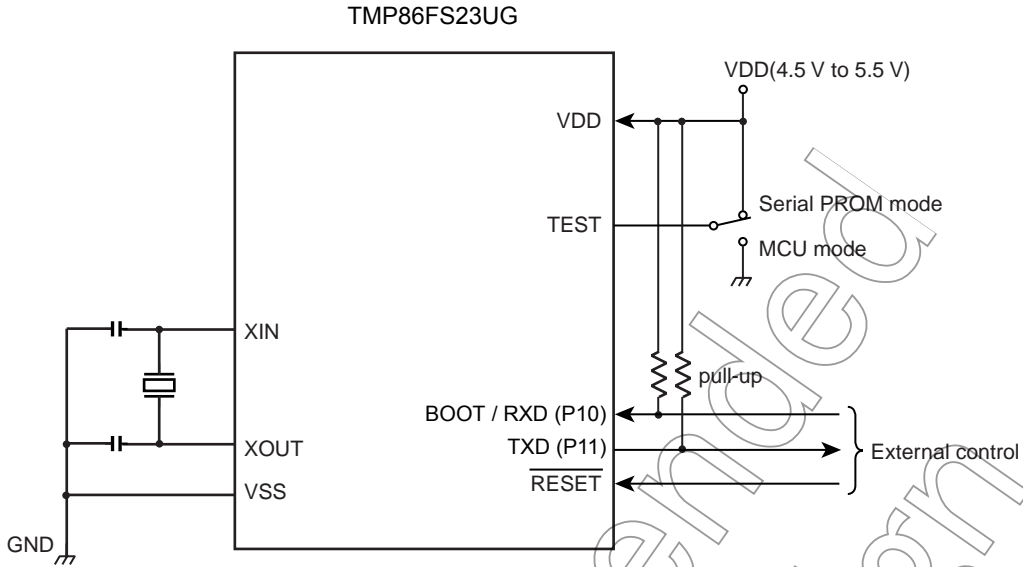 TMP86FS23UG
VDD(4.5 V to 5.5 V)
VDD
Serial PROM mode
TEST
MCU mode
XIN
pull-up
BOOT / RXD (P10)
XOUT
TXD (P11)
External control
RESET
VSS
GND